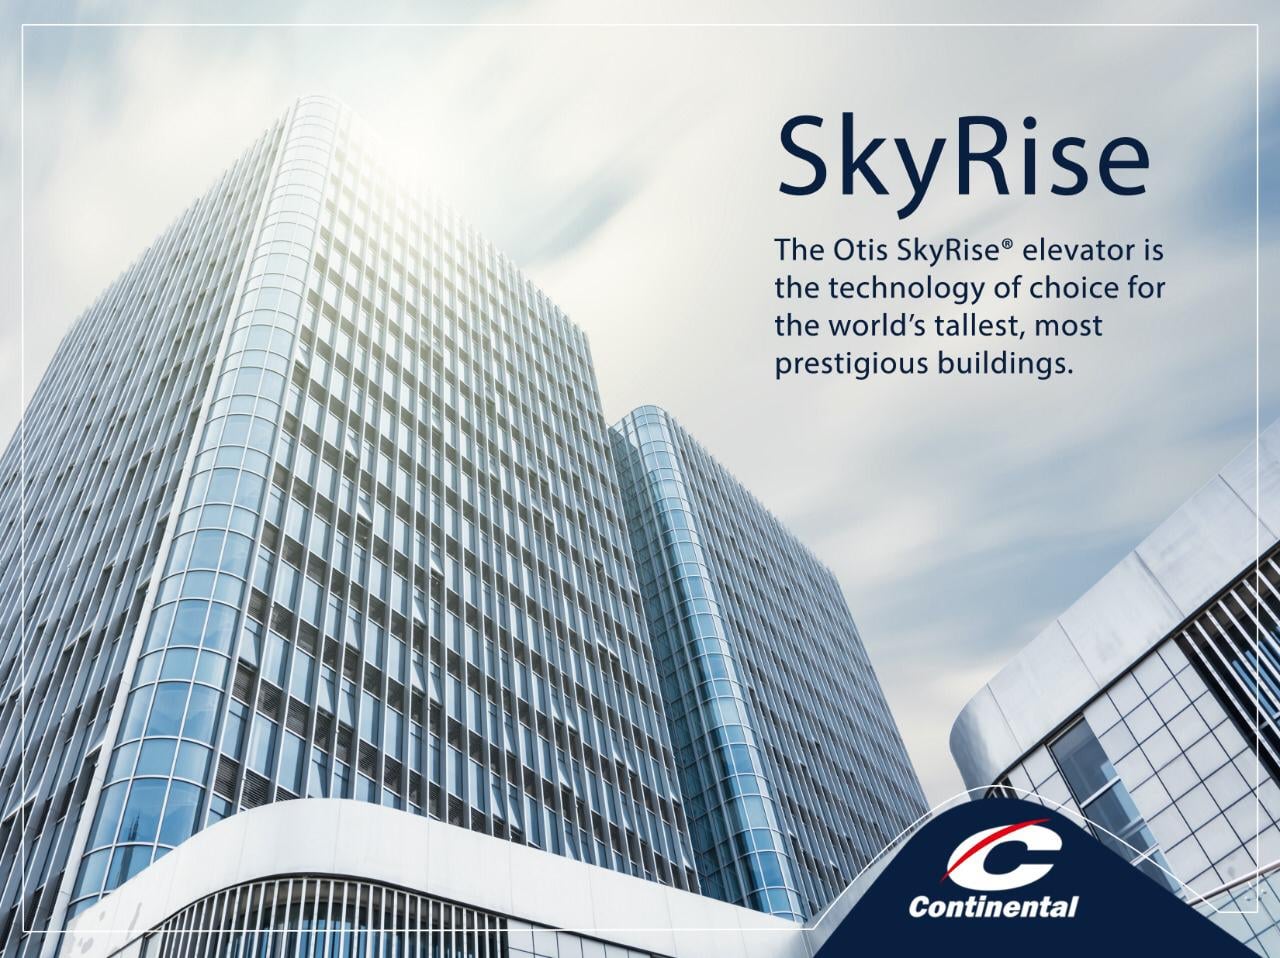 SkyRise
The Otis SkyRise® elevator is
the technology of choice for
the world’s tallest, most
prestigious buildings.
Continental